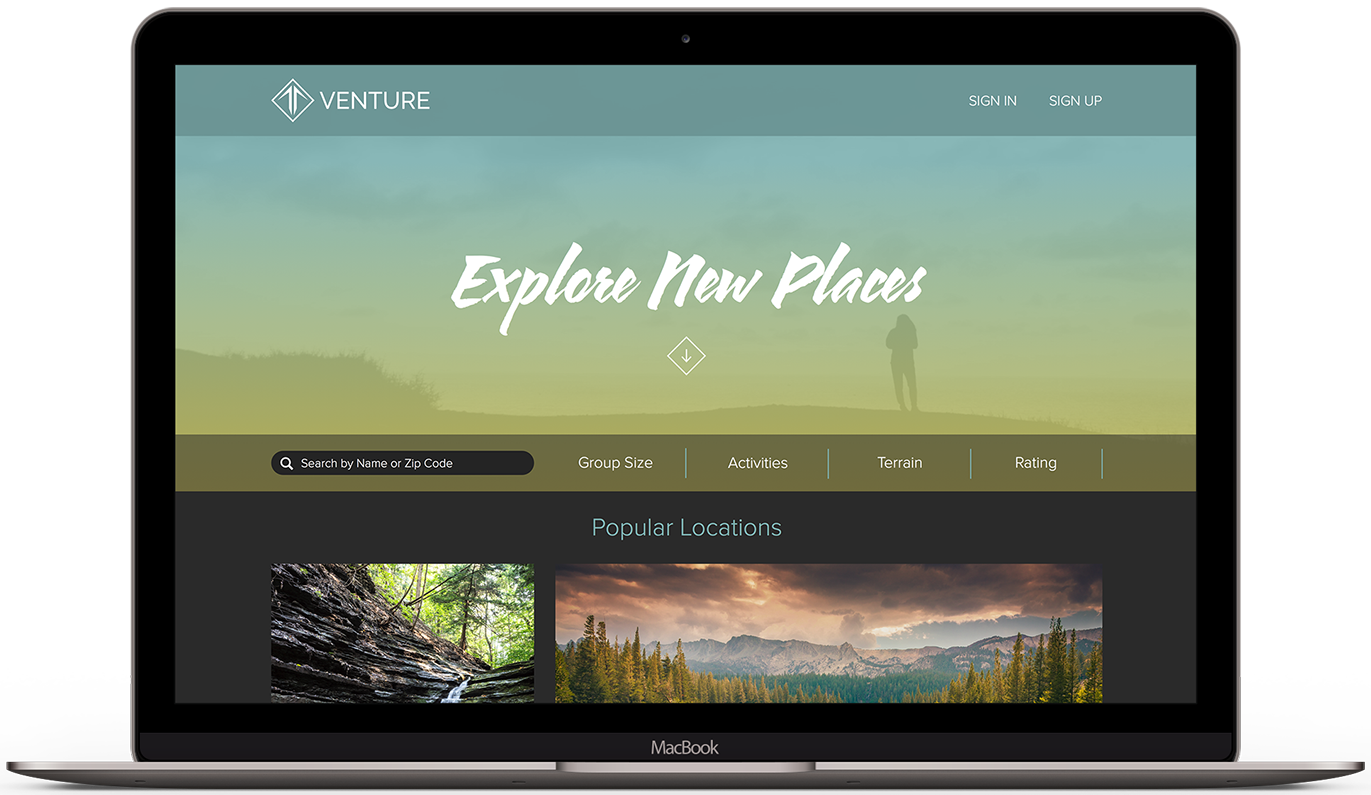 VENTURE
SIGN IN
SIGN UP
Explore New Places
Search by Name or Zip Code
Group Size
Activities
Terrain
Rating
Popular Locations
MacBook